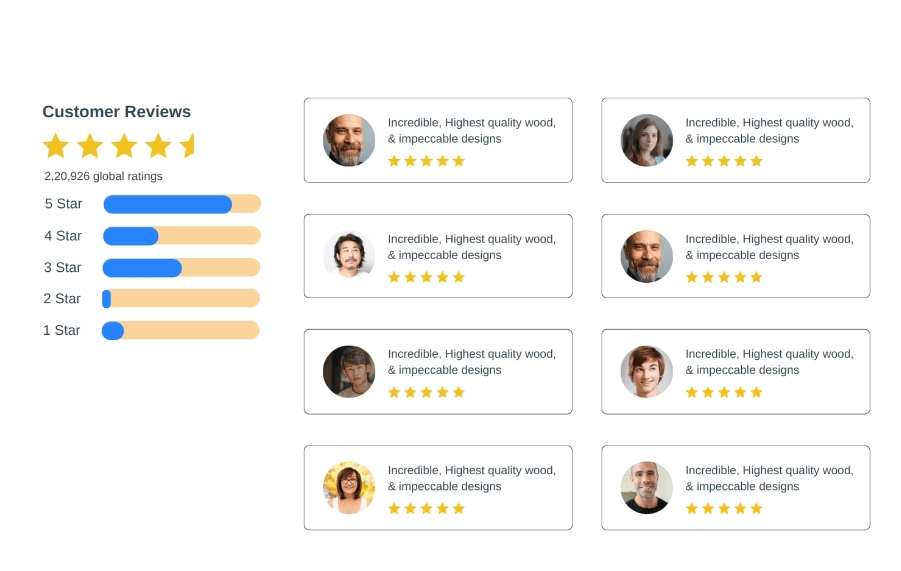 Customer Reviews
2,20,926 global ratings
5 Star
4 Star
3 Star
2 Star
1 Star
Incredible, Highest quality wood,
& impeccable designs
Incredible, Highest quality wood,
& impeccable designs
Incredible, Highest quality wood,
& impeccable designs
Incredible, Highest quality wood,
& impeccable designs
Incredible, Highest quality wood,
& impeccable designs
Incredible, Highest quality wood,
& impeccable designs
Incredible, Highest quality wood,
& impeccable designs
Incredible, Highest quality wood,
& impeccable designs